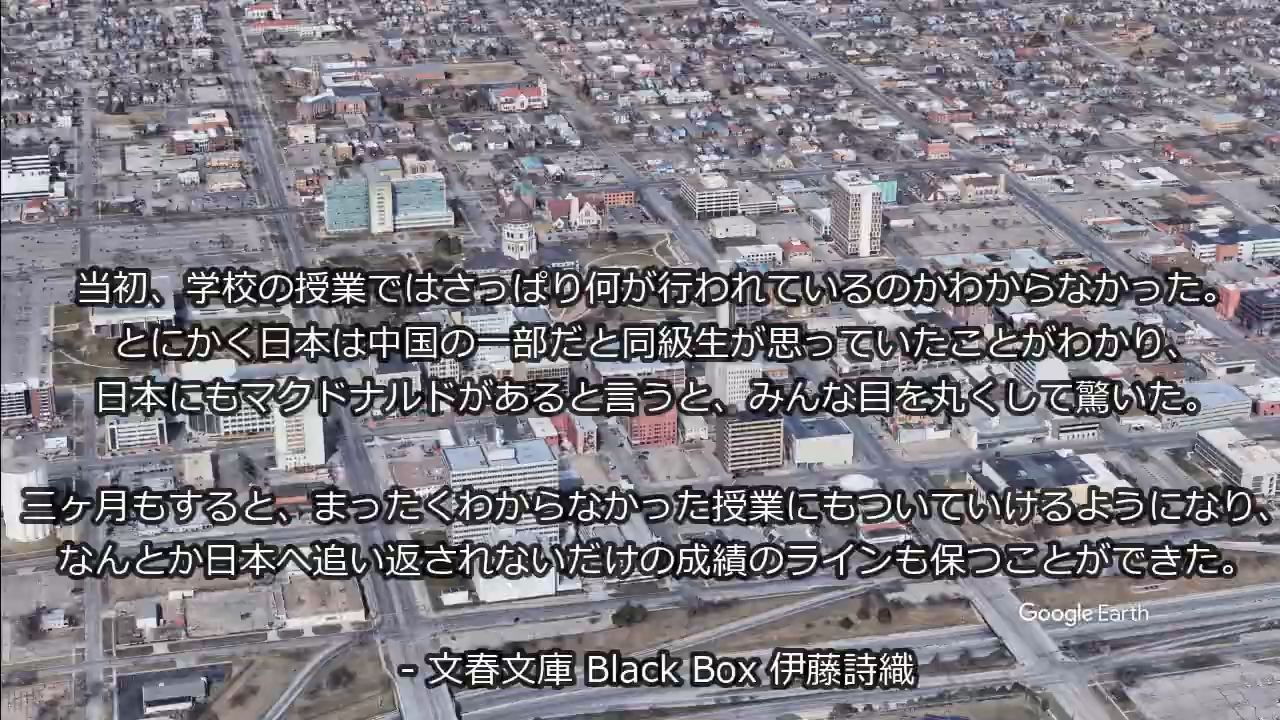 当初、学校の授業ではさっぱり何が行われているのかわからなかった。
とにかく日本は中国の一部だと同級生が思っていたことがわかり、
日本にもマクドナルドがあると言うと、みんな目を丸くして驚いた。
三ヶ月もすると、まったくわからなかった授業にもついていけるようになり、
なんとか日本へ追い返されないだけの成績のラインも保つことができた。
Google Earth
- 文春文庫 Black Box 伊藤詩織